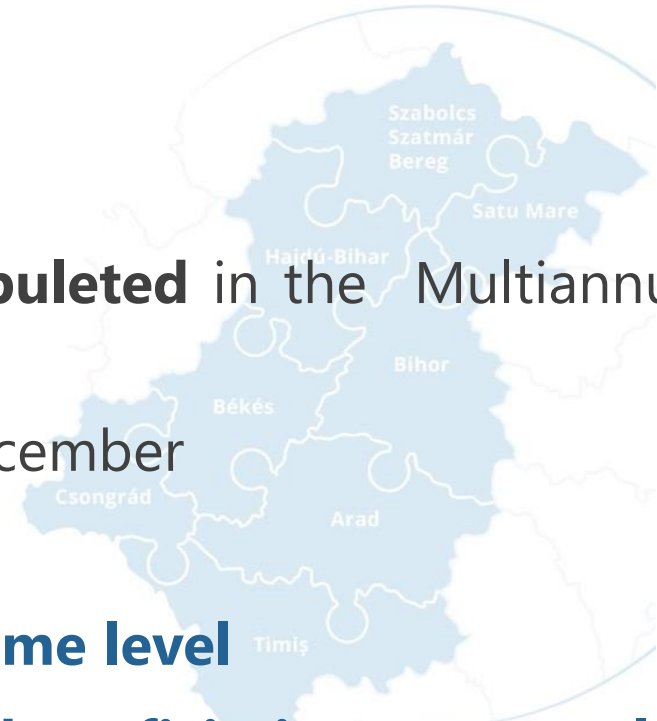 Szabolcs
Szatmár
Bereg
Satu Mare
Hajdú-Bihar
puleted in the Multiannu
Bihor
Békés
cember
Csongrád
Arad
me level
Timiș